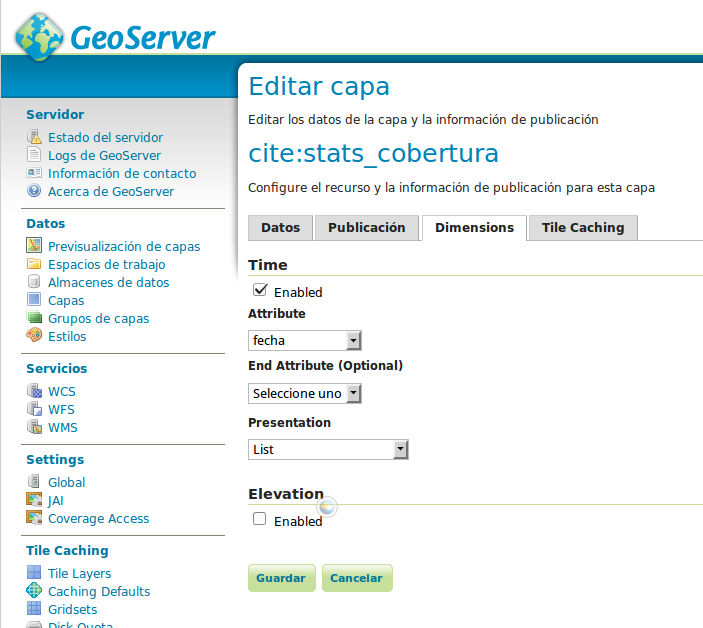 GeoServer
Servidor
Estado del servidor
Logs de GeoServer
Información de contacto
Acerca de GeoServer
Datos
Previsualización de capas
Espacios de trabajo
Almacenes de datos
Capas
Grupos de capas
Estilos
Servicios
WCS
WFS
WMS
Settings
Global
JAI
Coverage Access
Tile Caching
Tile Layers
Caching Defaults
Gridsets
Disk Quota
Editar capa
Editar los datos de la capa y la información de publicación
cite:stats_cobertura
Configure el recurso y la información de publicación para esta capa
Datos Publicación Dimensions Tile Caching
Time
Enabled
Attribute
fecha
End Attribute (Optional)
Seleccione uno
Presentation
List
Elevation
Enabled
Guardar Cancelar